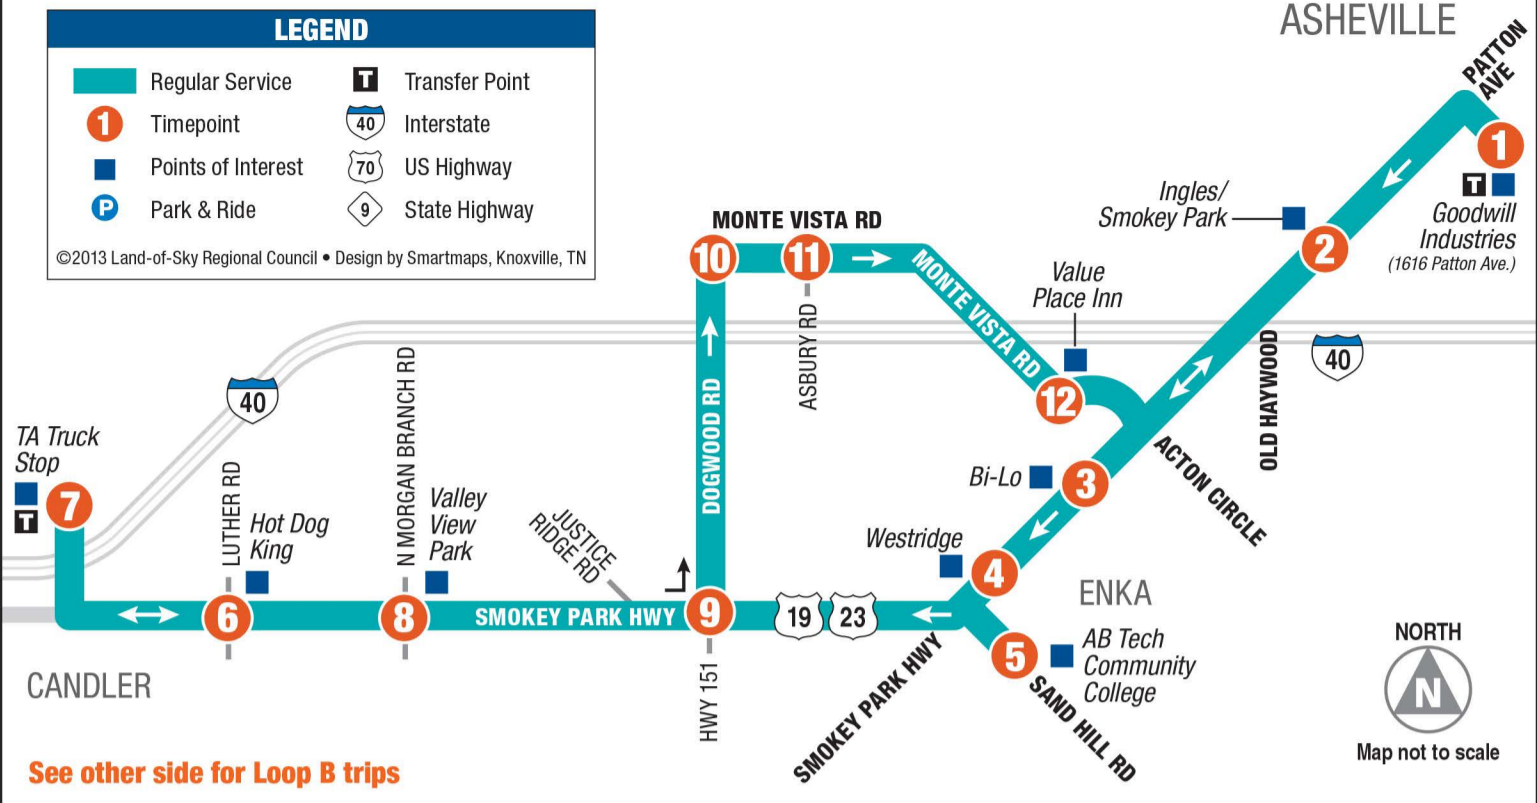 LEGEND
Regular Service
T Transfer Point
1 Timepoint
40 Interstate
Points of Interest
70 US Highway
P Park & Ride
9 State Highway
©2013 Land-of-Sky Regional Council • Design by Smartmaps, Knoxville, TN
ASHEVILLE
PATTON
AVE
1
T
Goodwill
Industries
(1616 Patton Ave.)
Ingles/
Smokey Park
2
MONTE VISTA RD
10
11
MONTE VISTA RD
ASBURY RD
Value
Place Inn
12
OLD HAYWOOD
40
40
ACTON CIRCLE
Bi-Lo
3
Westridge
4
ENKA
5
AB Tech
Community
College
SAND HILL RD
SMOKEY PARK HWY
DOGWOOD RD
TA Truck
Stop
7
T
LUTHER RD
Hot Dog
King
6
N MORGAN BRANCH RD
Valley
View
Park
8
JUSTICE
RIDGE RD
SMOKEY PARK HWY
9
19
23
HWY 151
CANDLER
NORTH
N
Map not to scale
See other side for Loop B trips